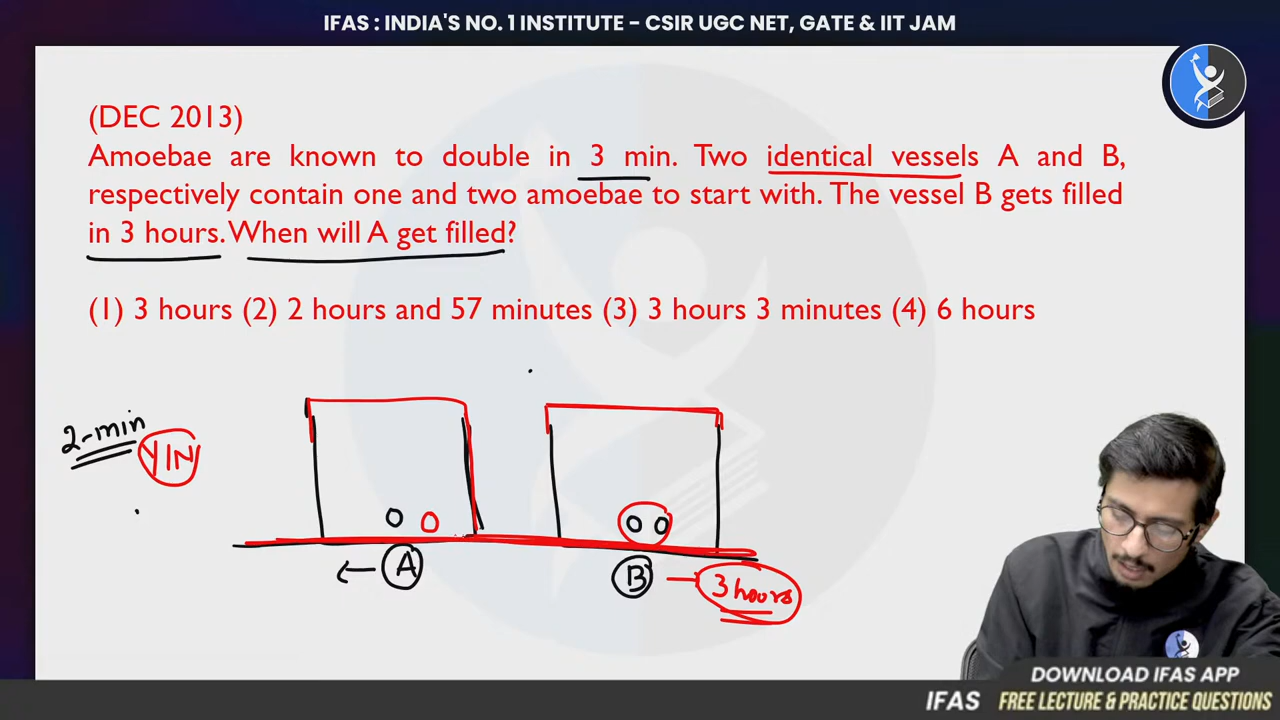 IFAS : INDIA'S NO. 1 INSTITUTE - CSIR UGC NET, GATE & IIT JAM
(DEC 2013)
Amoebae are known to double in 3 min. Two identical vessels A and B,
respectively contain one and two amoebae to start with. The vessel B gets filled
in 3 hours. When will A get filled?
(1) 3 hours (2) 2 hours and 57 minutes (3) 3 hours 3 minutes (4) 6 hours
2-min
Y/N
A
B
3 hours
DOWNLOAD IFAS APP
IFAS FREE LECTURE & PRACTICE QUESTIONS